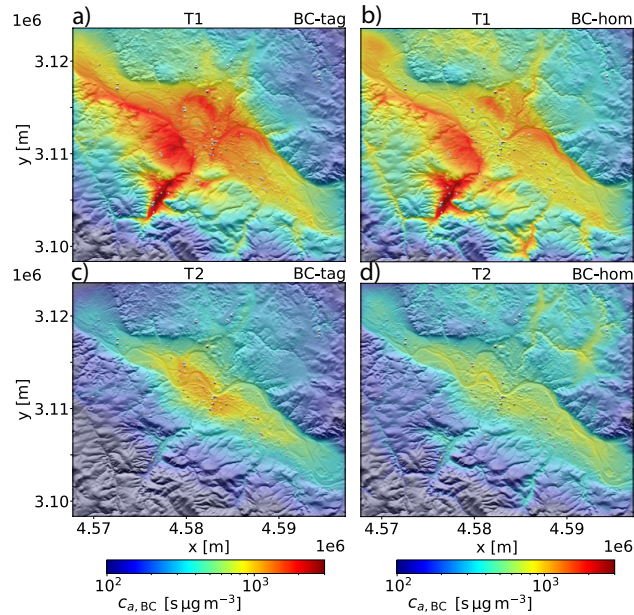 a) T1 BC-tag b) T1 BC-hom
1e6
3.12
3.11
3.10
y [m]
c) T2 BC-tag d) T2 BC-hom
1e6
3.12
3.11
3.10
y [m]
4.57 4.58 4.59 4.57 4.58 4.59
x [m] 1e6 x [m] 1e6
10² 10³ 10² 10³
c_{a, BC} [s μg m⁻³] c_{a, BC} [s μg m⁻³]